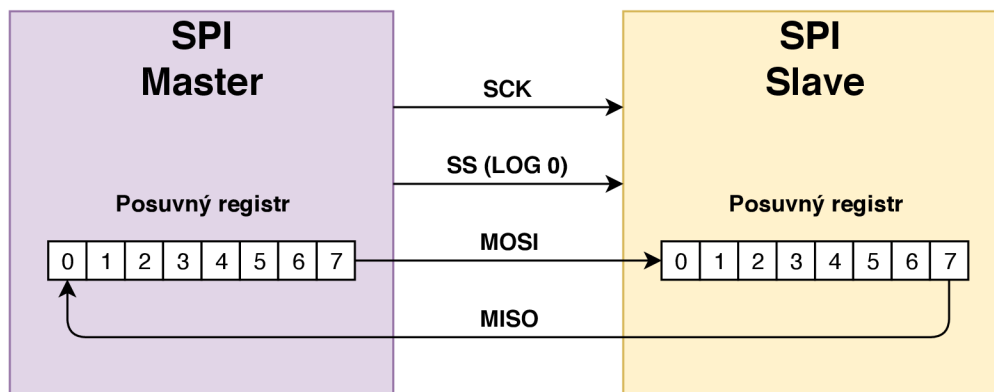 SPI
Master
SPI
Slave
SCK
SS (LOG 0)
Posuvný registr
Posuvný registr
MOSI
0 1 2 3 4 5 6 7
0 1 2 3 4 5 6 7
MISO